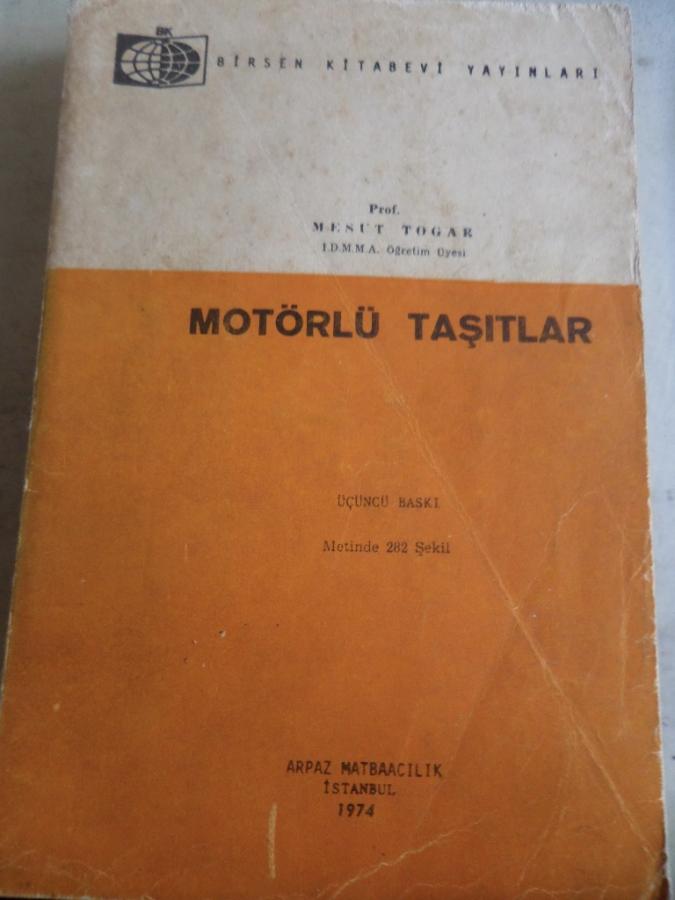 BK
BİRSEN KİTABEVİ YAYINLARI
Prof.
MESUT TOGAR
İ.D.M.M.A. Öğretim Üyesi
MOTÖRLÜ TAŞITLAR
ÜÇÜNCÜ BASKI
Metinde 282 Şekil
ARPAZ MATBAACILIK
İSTANBUL
1974